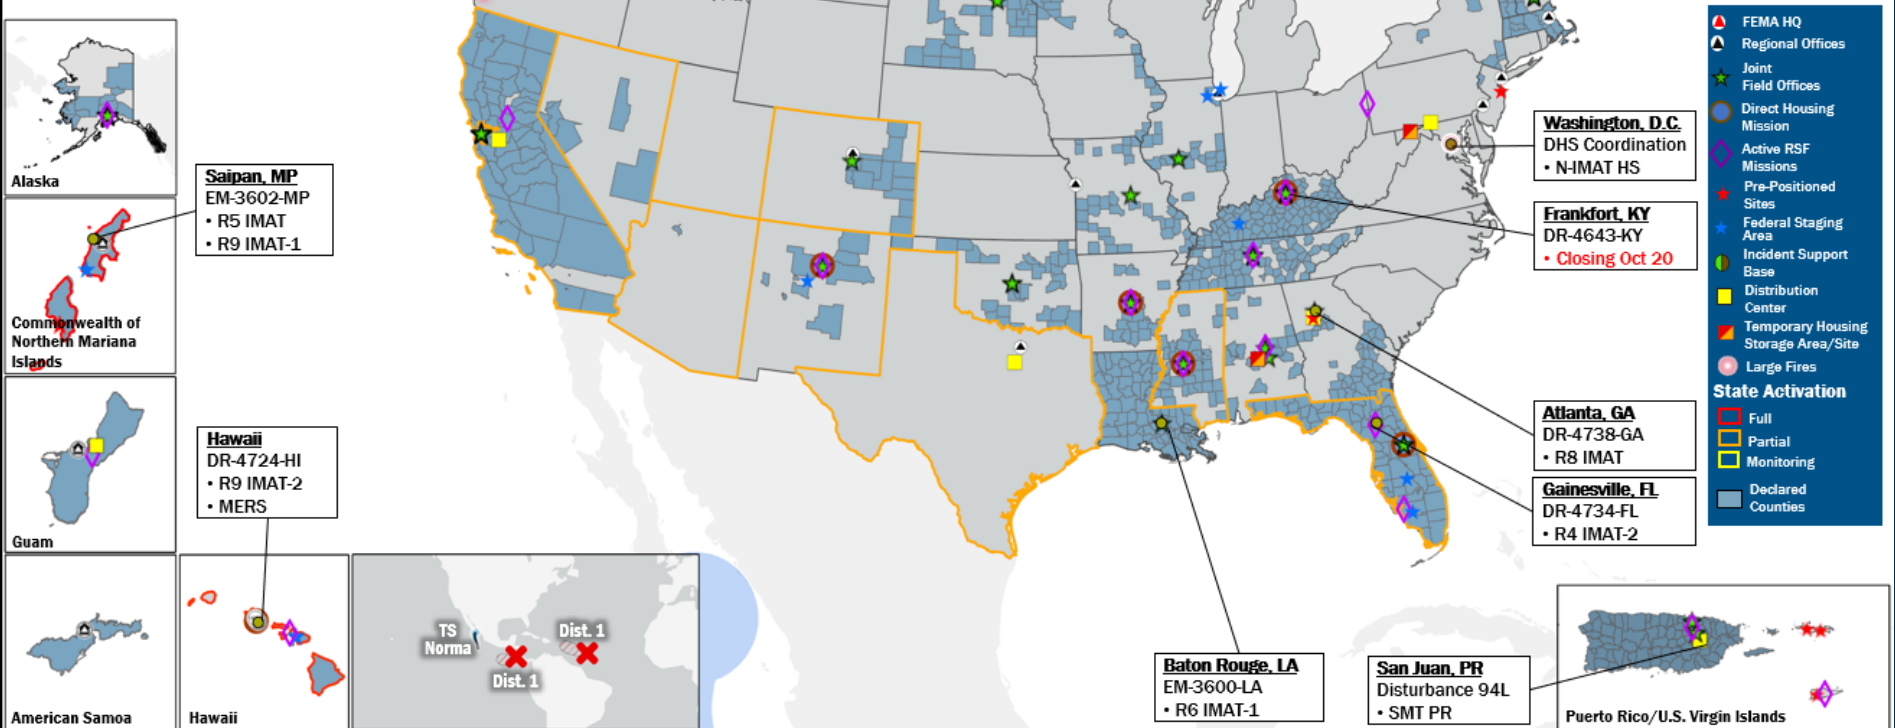 Alaska
Saipan, MP
EM-3602-MP
• R5 IMAT
• R9 IMAT-1
Commonwealth of
Northern Mariana
Islands
Guam
Hawaii
DR-4724-HI
• R9 IMAT-2
• MERS
American Samoa
Hawaii
TS
Norma
Dist. 1
Dist. 1
Washington, D.C.
DHS Coordination
• N-IMAT HS
Frankfort, KY
DR-4643-KY
• Closing Oct 20
Atlanta, GA
DR-4738-GA
• R8 IMAT
Gainesville, FL
DR-4734-FL
• R4 IMAT-2
Baton Rouge, LA
EM-3600-LA
• R6 IMAT-1
San Juan, PR
Disturbance 94L
• SMT PR
Puerto Rico/U.S. Virgin Islands
FEMA HQ
Regional Offices
Joint
Field Offices
Direct Housing
Mission
Active RSF
Missions
Pre-Positioned
Sites
Federal Staging
Area
Incident Support
Base
Distribution
Center
Temporary Housing
Storage Area/Site
Large Fires
State Activation
Full
Partial
Monitoring
Declared
Counties